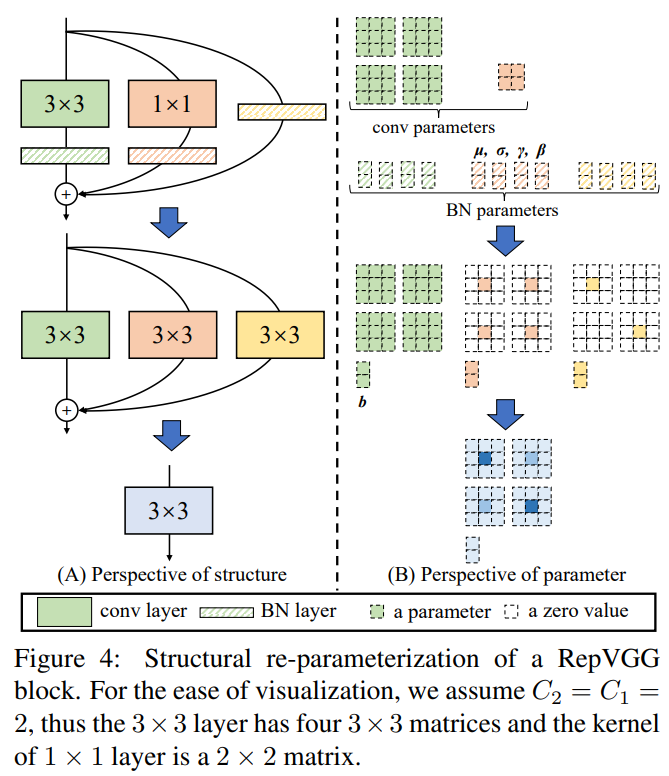 3×3
1×1
+
3×3
3×3
3×3
+
3×3
(A) Perspective of structure
conv parameters
μ, σ, γ, β
BN parameters
b
(B) Perspective of parameter
conv layer
BN layer
a parameter
a zero value
Figure 4: Structural re-parameterization of a RepVGG
block. For the ease of visualization, we assume C₂ = C₁ =
2, thus the 3 × 3 layer has four 3 × 3 matrices and the kernel
of 1 × 1 layer is a 2 × 2 matrix.